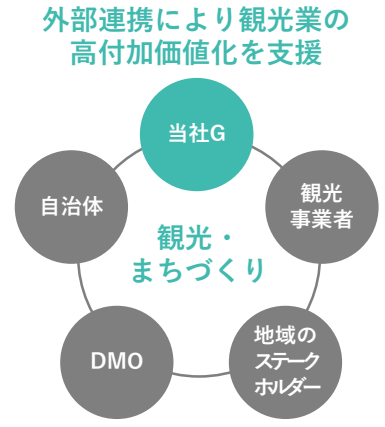 外部連携により観光業の
高付加価値化を支援
当社G
自治体
観光
事業者
観光・
まちづくり
DMO
地域の
ステーク
ホルダー